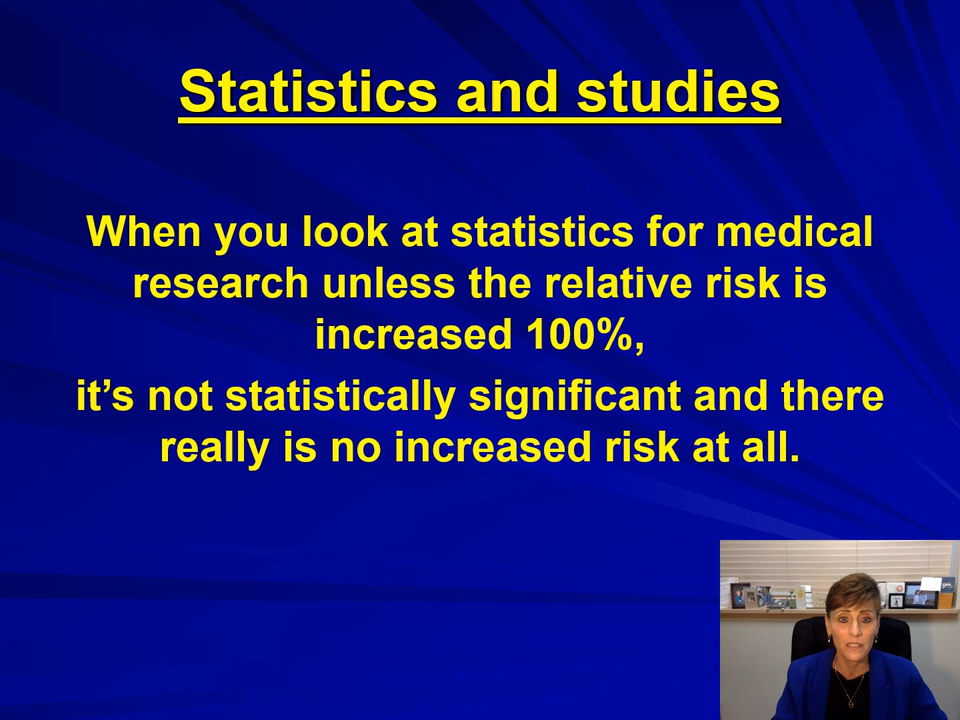 Statistics and studies
When you look at statistics for medical
research unless the relative risk is
increased 100%,
it’s not statistically significant and there
really is no increased risk at all.